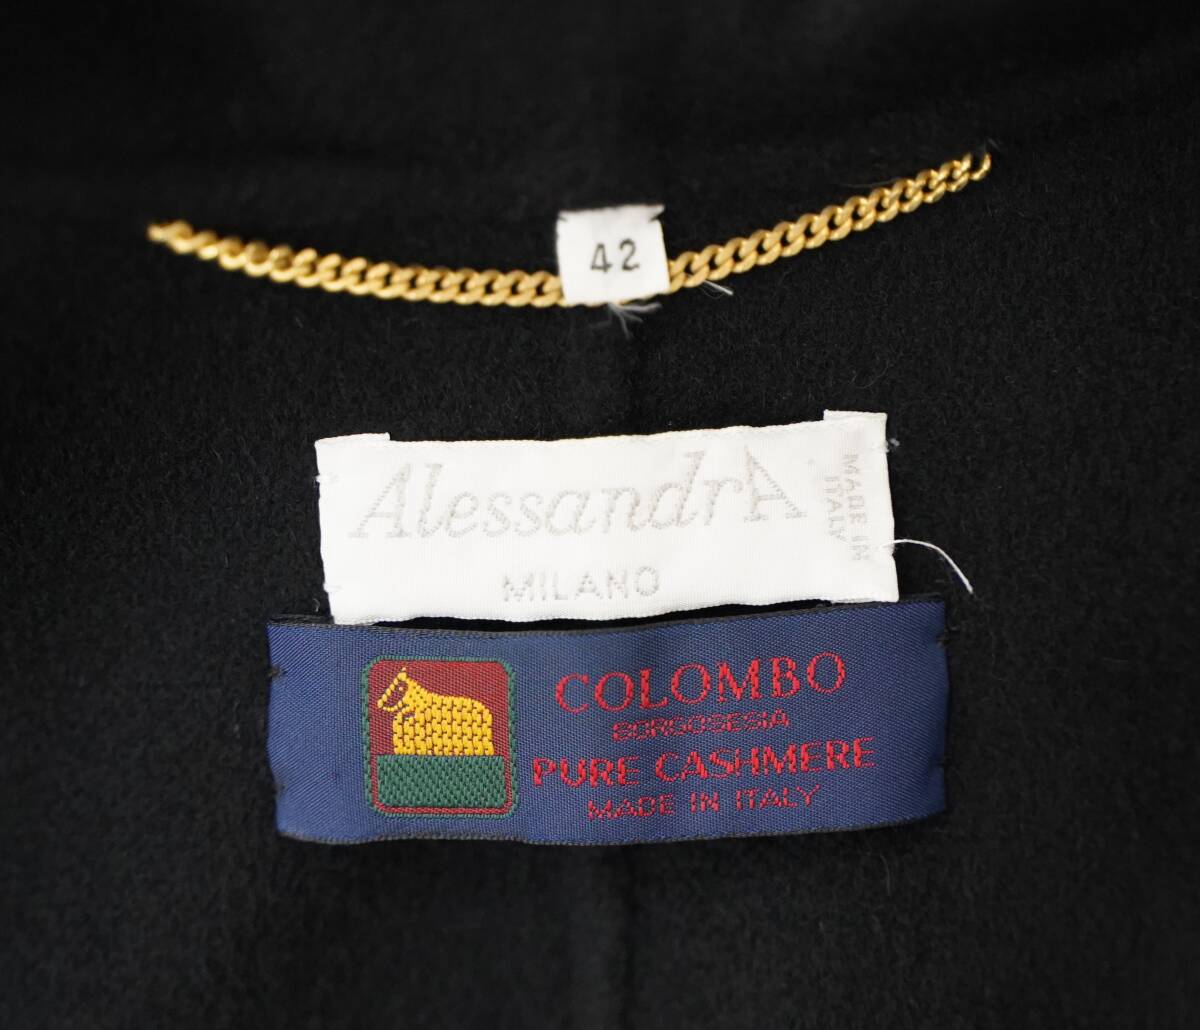 42
AlessandrA
MADE IN
ITALY
MILANO
COLOMBO
BORGOSESIA
PURE CASHMERE
MADE IN ITALY